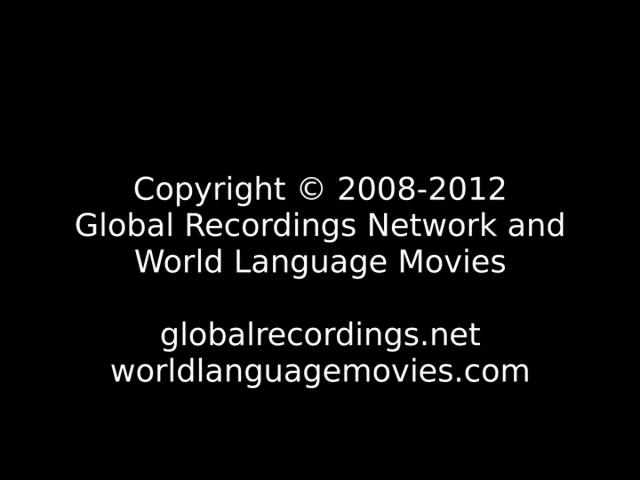 Copyright © 2008-2012
Global Recordings Network and
World Language Movies
globalrecordings.net
worldlanguagemovies.com